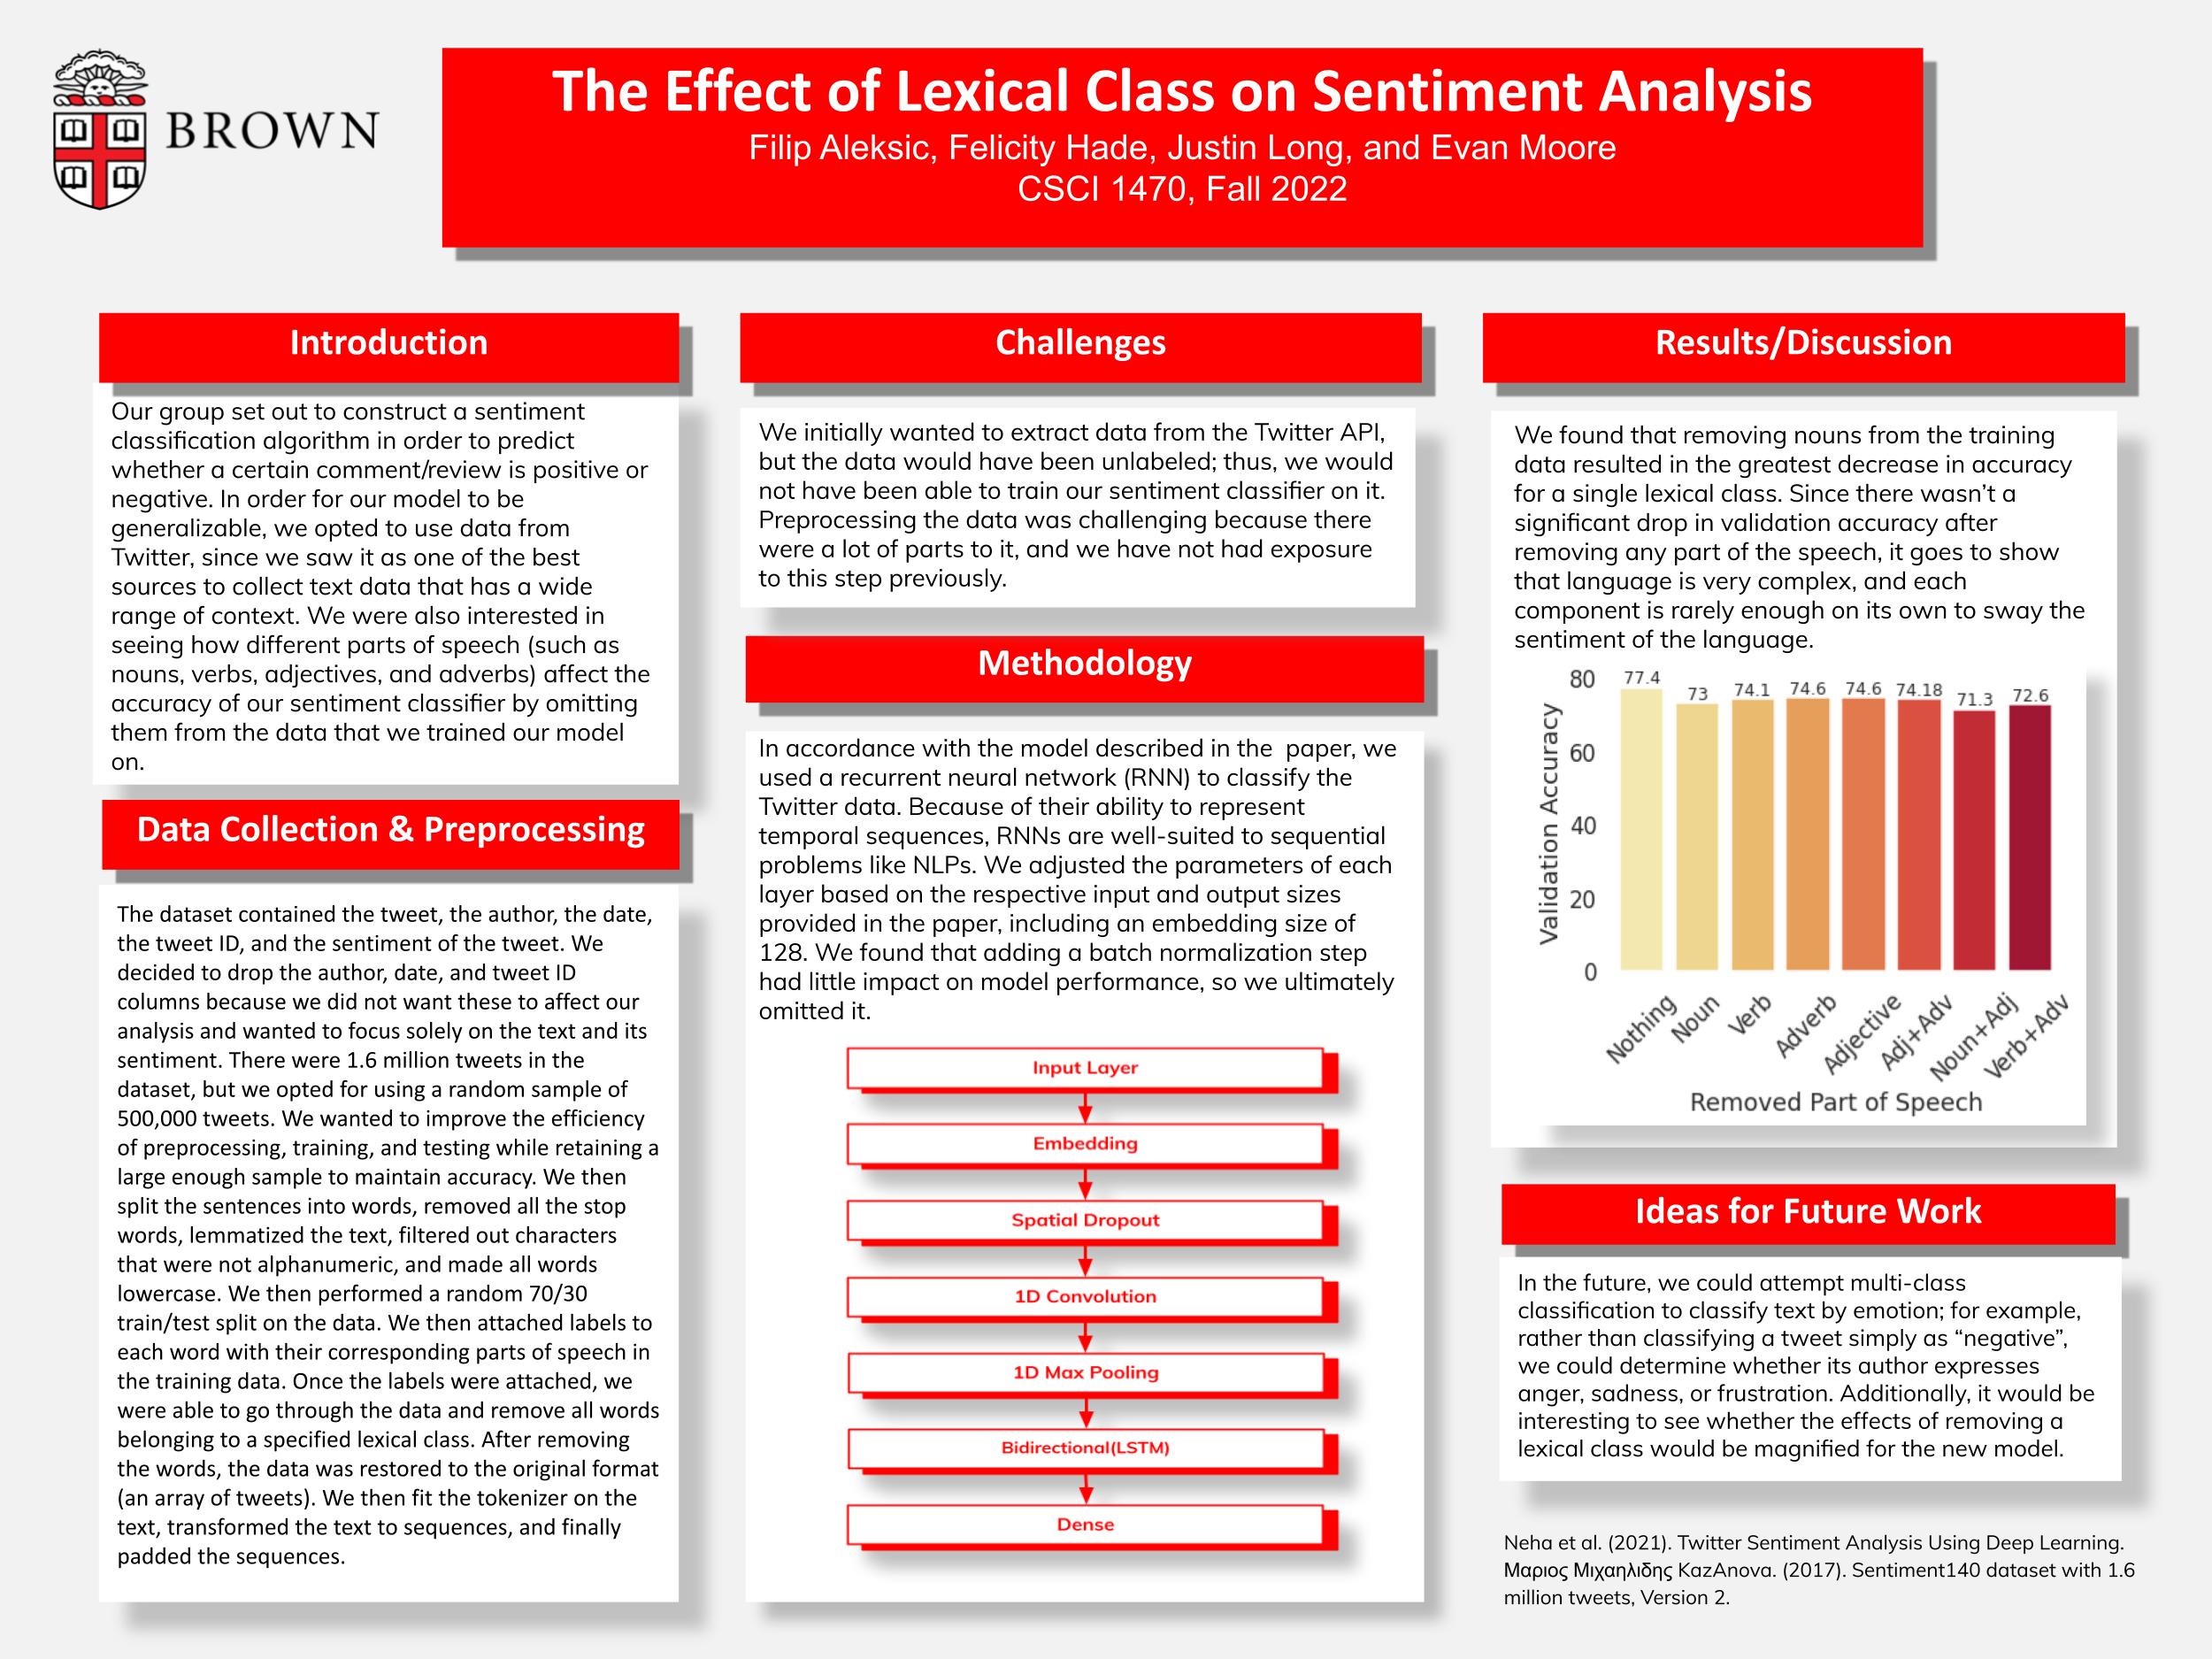 BROWN
The Effect of Lexical Class on Sentiment Analysis
Filip Aleksic, Felicity Hade, Justin Long, and Evan Moore
CSCI 1470, Fall 2022
Introduction
Our group set out to construct a sentiment
classification algorithm in order to predict
whether a certain comment/review is positive or
negative. In order for our model to be
generalizable, we opted to use data from
Twitter, since we saw it as one of the best
sources to collect text data that has a wide
range of context. We were also interested in
seeing how different parts of speech (such as
nouns, verbs, adjectives, and adverbs) affect the
accuracy of our sentiment classifier by omitting
them from the data that we trained our model
on.
Data Collection & Preprocessing
The dataset contained the tweet, the author, the date,
the tweet ID, and the sentiment of the tweet. We
decided to drop the author, date, and tweet ID
columns because we did not want these to affect our
analysis and wanted to focus solely on the text and its
sentiment. There were 1.6 million tweets in the
dataset, but we opted for using a random sample of
500,000 tweets. We wanted to improve the efficiency
of preprocessing, training, and testing while retaining a
large enough sample to maintain accuracy. We then
split the sentences into words, removed all the stop
words, lemmatized the text, filtered out characters
that were not alphanumeric, and made all words
lowercase. We then performed a random 70/30
train/test split on the data. We then attached labels to
each word with their corresponding parts of speech in
the training data. Once the labels were attached, we
were able to go through the data and remove all words
belonging to a specified lexical class. After removing
the words, the data was restored to the original format
(an array of tweets). We then fit the tokenizer on the
text, transformed the text to sequences, and finally
padded the sequences.
Challenges
We initially wanted to extract data from the Twitter API,
but the data would have been unlabeled; thus, we would
not have been able to train our sentiment classifier on it.
Preprocessing the data was challenging because there
were a lot of parts to it, and we have not had exposure
to this step previously.
Methodology
In accordance with the model described in the paper, we
used a recurrent neural network (RNN) to classify the
Twitter data. Because of their ability to represent
temporal sequences, RNNs are well-suited to sequential
problems like NLPs. We adjusted the parameters of each
layer based on the respective input and output sizes
provided in the paper, including an embedding size of
128. We found that adding a batch normalization step
had little impact on model performance, so we ultimately
omitted it.
Input Layer
Embedding
Spatial Dropout
1D Convolution
1D Max Pooling
Bidirectional(LSTM)
Dense
Results/Discussion
We found that removing nouns from the training
data resulted in the greatest decrease in accuracy
for a single lexical class. Since there wasn't a
significant drop in validation accuracy after
removing any part of the speech, it goes to show
that language is very complex, and each
component is rarely enough on its own to sway the
sentiment of the language.
Validation Accuracy
80
60
40
20
0
77.4 73 74.1 74.6 74.6 74.18 71.3 72.6
Nothing Noun Verb Adverb Adjective Adj+Adv Noun+Adj Verb+Adv
Removed Part of Speech
Ideas for Future Work
In the future, we could attempt multi-class
classification to classify text by emotion; for example,
rather than classifying a tweet simply as “negative”,
we could determine whether its author expresses
anger, sadness, or frustration. Additionally, it would be
interesting to see whether the effects of removing a
lexical class would be magnified for the new model.
Neha et al. (2021). Twitter Sentiment Analysis Using Deep Learning.
Μαριος Μιχαηλιδης KazAnova. (2017). Sentiment140 dataset with 1.6
million tweets, Version 2.